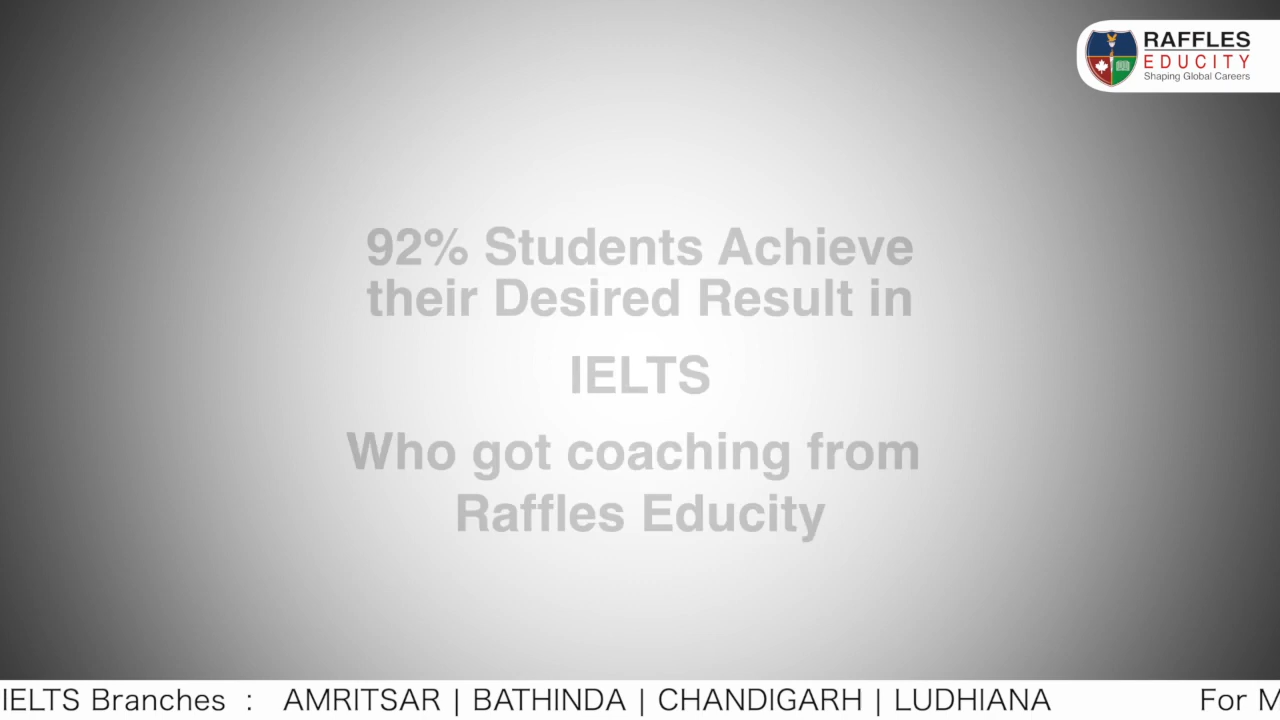 RAFFLES
EDUCITY
Shaping Global Careers
92% Students Achieve
their Desired Result in
IELTS
Who got coaching from
Raffles Educity
IELTS Branches : AMRITSAR | BATHINDA | CHANDIGARH | LUDHIANA For M